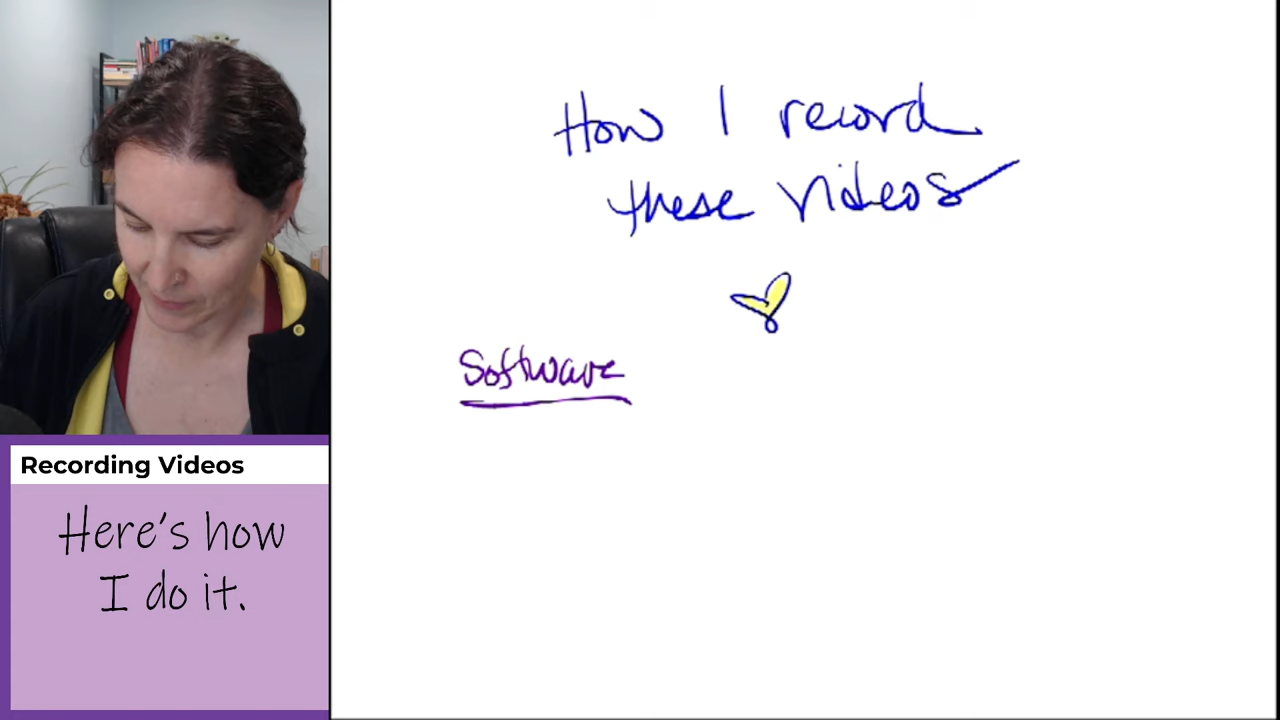 How I record
these videos
Software
Recording Videos
Here's how
I do it.